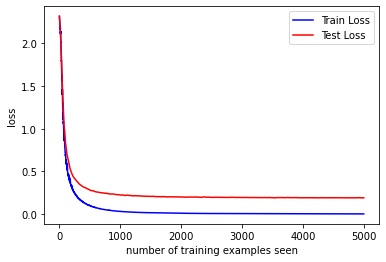 Train Loss
Test Loss
2.0
1.5
1.0
0.5
0.0
loss
0 1000 2000 3000 4000 5000
number of training examples seen